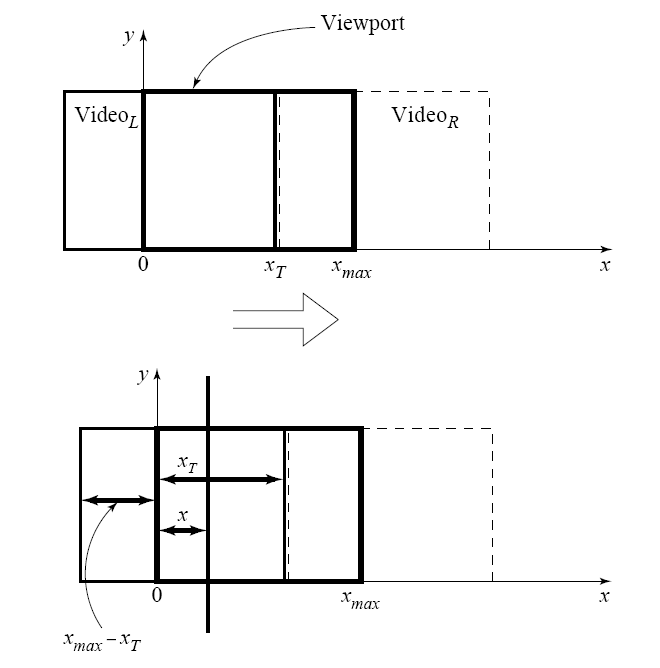 Viewport
y
Video_L
Video_R
0
x_T
x_max
x
y
x_T
x
0
x_max
x
x_max – x_T